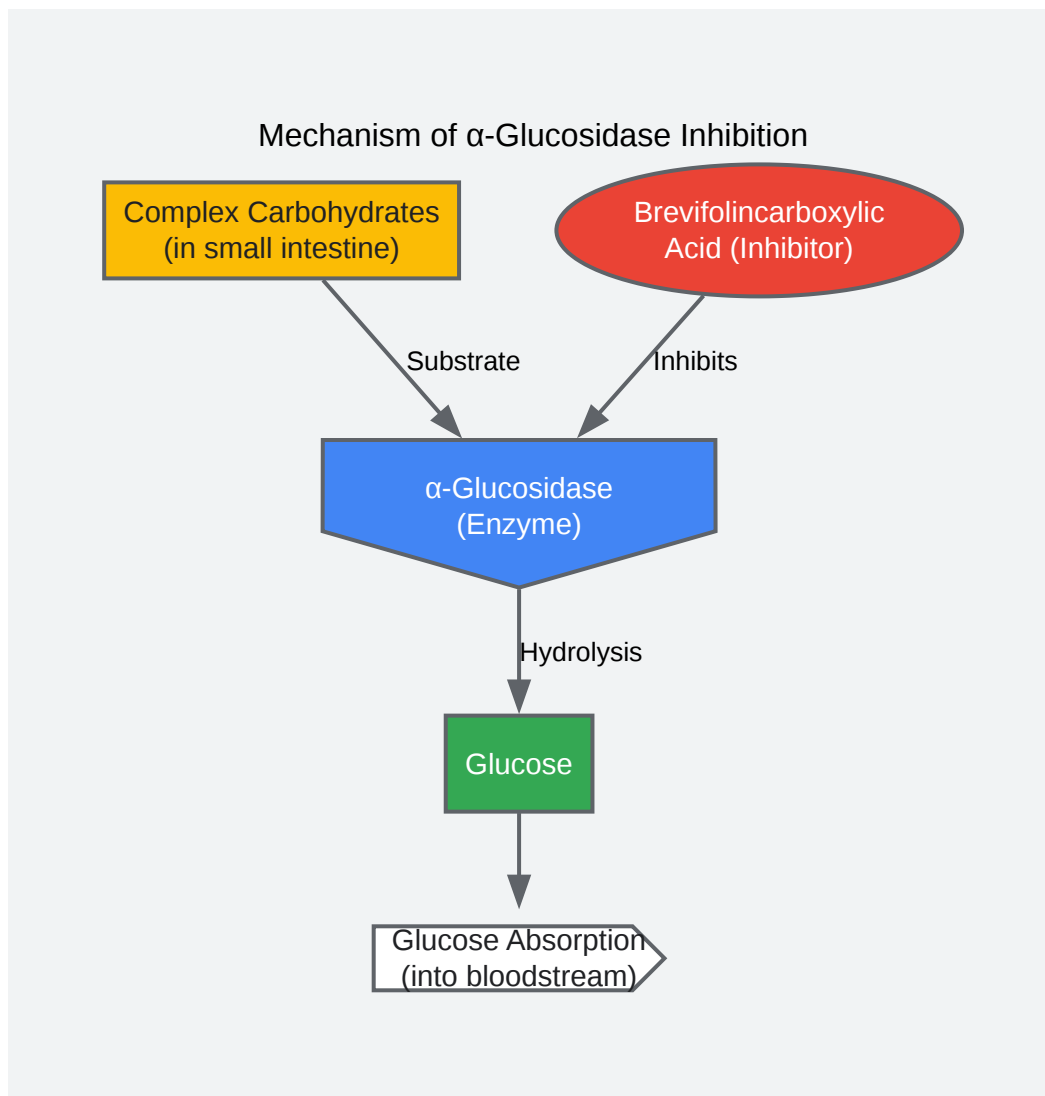 Mechanism of α-Glucosidase Inhibition
Complex Carbohydrates
(in small intestine)
Brevifolincarboxylic
Acid (Inhibitor)
Substrate
Inhibits
α-Glucosidase
(Enzyme)
Hydrolysis
Glucose
Glucose Absorption
(into bloodstream)